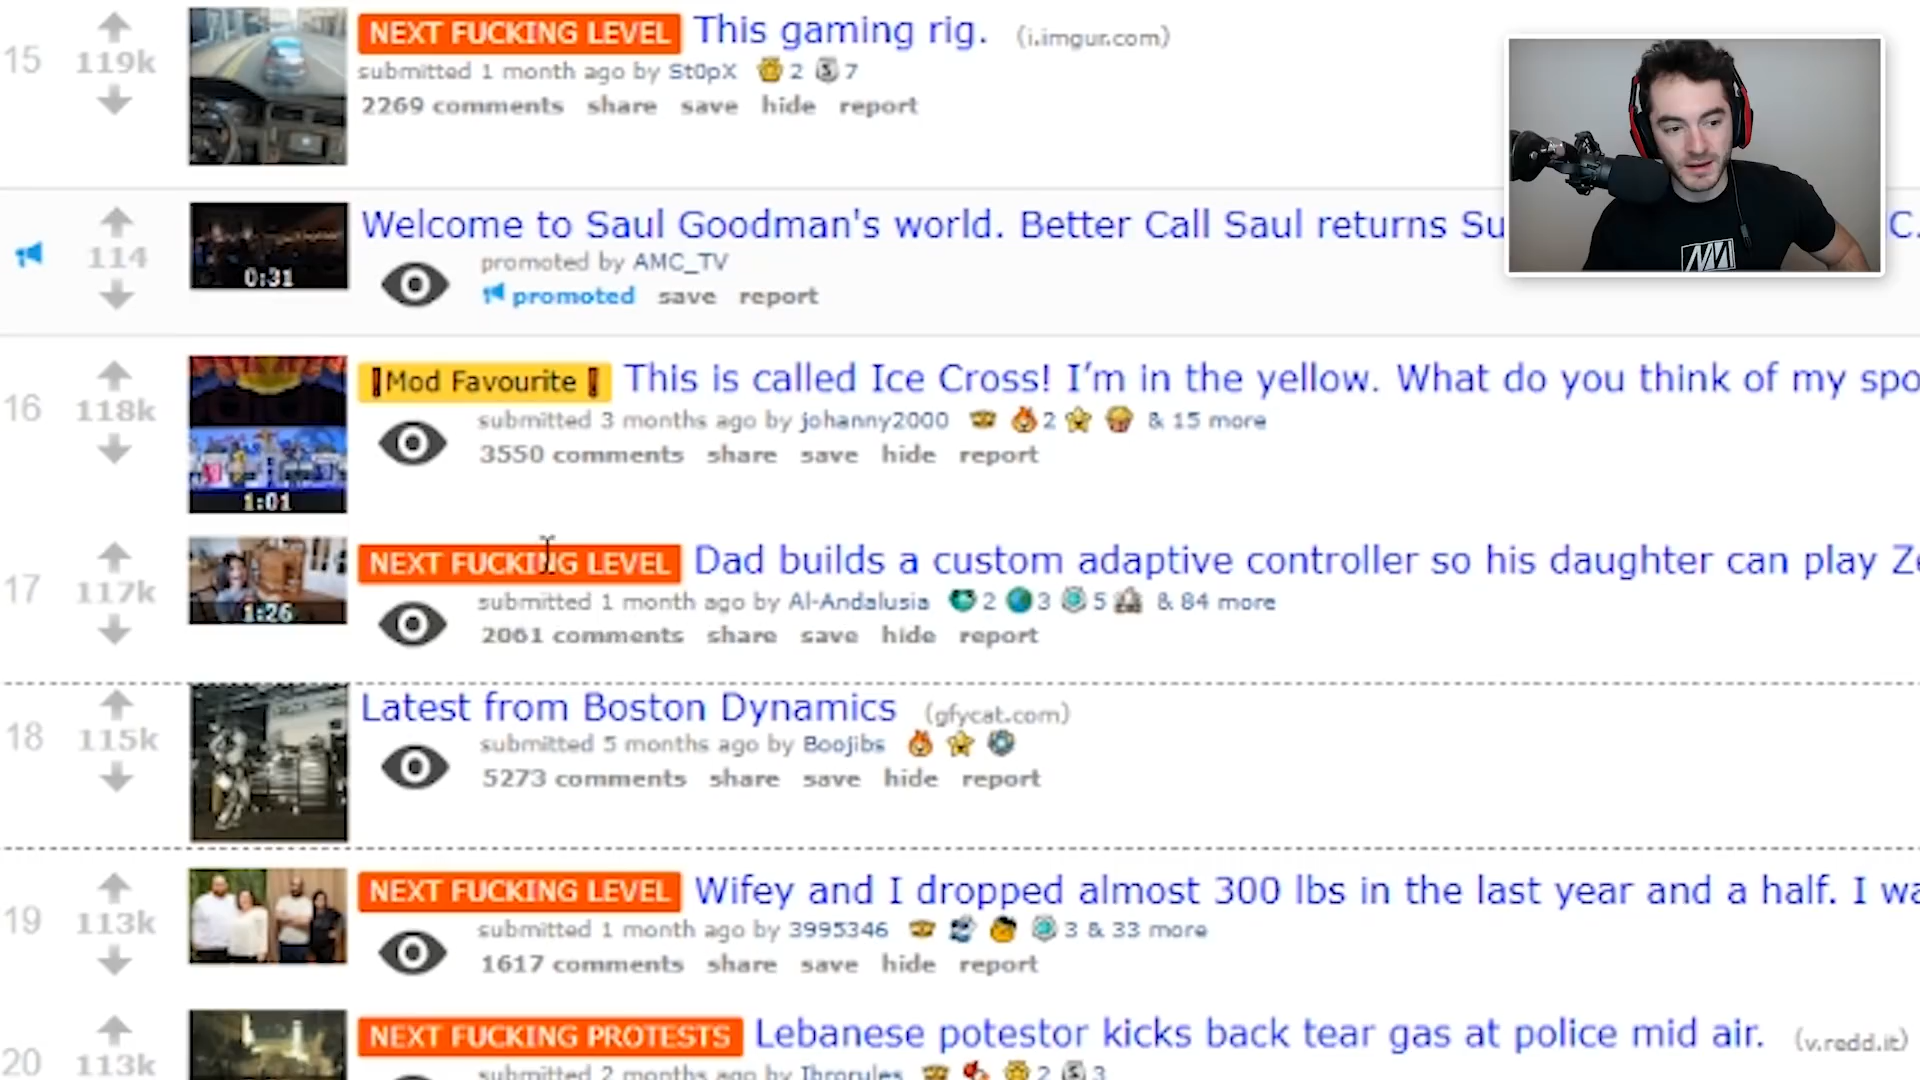 15 119k NEXT FUCKING LEVEL This gaming rig. (i.imgur.com)
submitted 1 month ago by St0pX 2 7
2269 comments share save hide report
114 Welcome to Saul Goodman's world. Better Call Saul returns Su C.
0:31 promoted by AMC_TV
promoted save report
16 118k Mod Favourite This is called Ice Cross! I'm in the yellow. What do you think of my spo
submitted 3 months ago by johanny2000 2 & 15 more
1:01 3550 comments share save hide report
17 117k NEXT FUCKING LEVEL Dad builds a custom adaptive controller so his daughter can play Ze
1:26 submitted 1 month ago by Al-Andalusia 2 3 5 & 84 more
2061 comments share save hide report
18 115k Latest from Boston Dynamics (gfycat.com)
submitted 5 months ago by Boojibs
5273 comments share save hide report
19 113k NEXT FUCKING LEVEL Wifey and I dropped almost 300 lbs in the last year and a half. I wa
submitted 1 month ago by 3995346 3 & 33 more
1617 comments share save hide report
20 113k NEXT FUCKING PROTESTS Lebanese potestor kicks back tear gas at police mid air. (v.redd.it)
submitted 2 months ago by Ibrorules 2 3